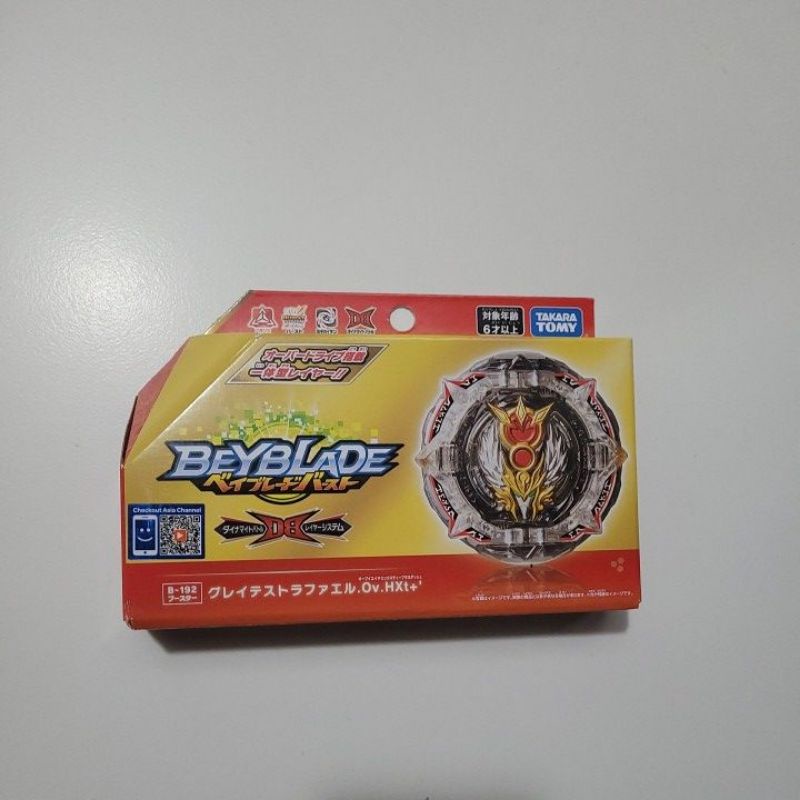 対象年齢
6才以上
TAKARA
TOMY
オーバードライブ搭載
一体型レイヤー!!
BEYBLADE
ベイブレードバースト
Checkout Asia Channel
ダイナマイトバトル DB レイヤーシステム
B-192
ブースター
グレイテストラファエル.Ov.HXt+'